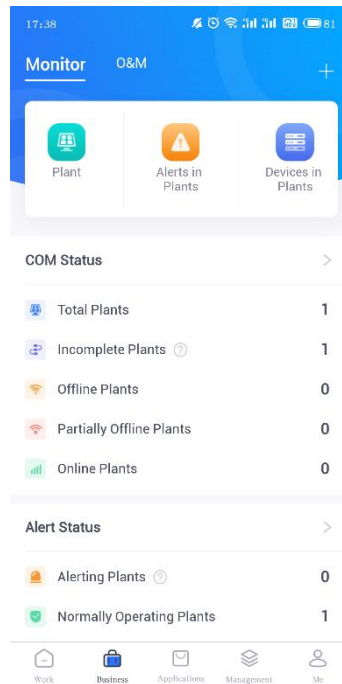 17:38
81
Monitor
O&M
Plant
Alerts in
Plants
Devices in
Plants
COM Status
Total Plants
1
Incomplete Plants
1
Offline Plants
0
Partially Offline Plants
0
Online Plants
0
Alert Status
Alerting Plants
0
Normally Operating Plants
1
Work
Business
Applications
Management
Me